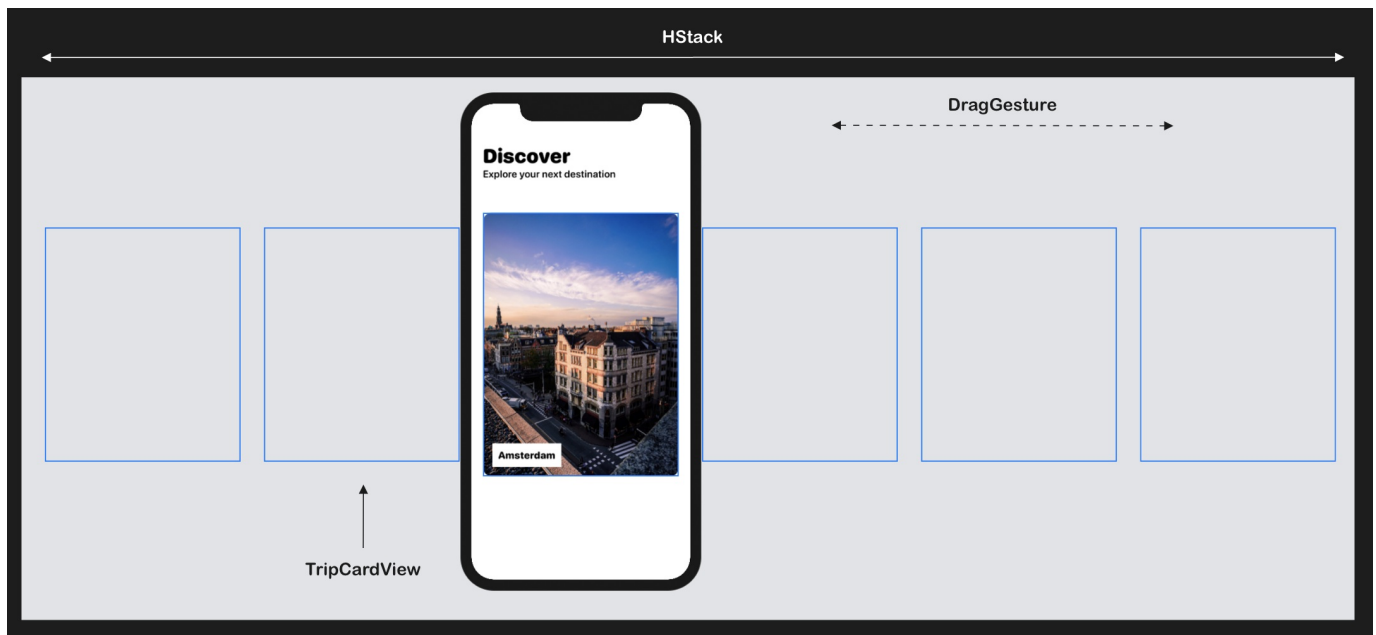 HStack
DragGesture
Discover
Explore your next destination
Amsterdam
TripCardView